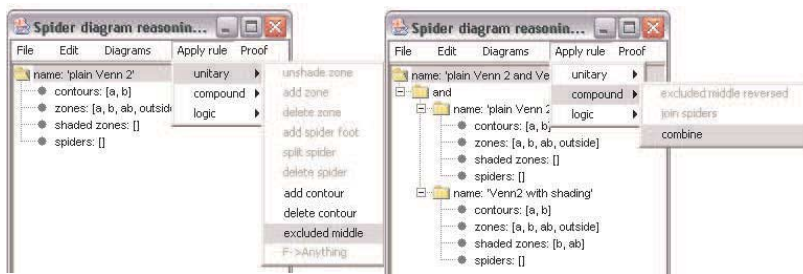 Spider diagram reasonin...
File Edit Diagrams Apply rule Proof
name: 'plain Venn 2'
contours: [a, b]
zones: [a, b, ab, outsid
shaded zones: []
spiders: []
unitary
compound
logic
unshade zone
add zone
delete zone
add spider foot
split spider
delete spider
add contour
delete contour
excluded middle
F->Anything
Spider diagram reasonin...
File Edit Diagrams Apply rule Proof
name: 'plain Venn 2 and Ve
and
name: 'plain Venn 2
contours: [a, b]
zones: [a, b, ab, outside]
shaded zones: []
spiders: []
name: 'Venn2 with shading'
contours: [a, b]
zones: [a, b, ab, outside]
shaded zones: [b, ab]
spiders: []
unitary
compound
logic
excluded middle reversed
join spiders
combine